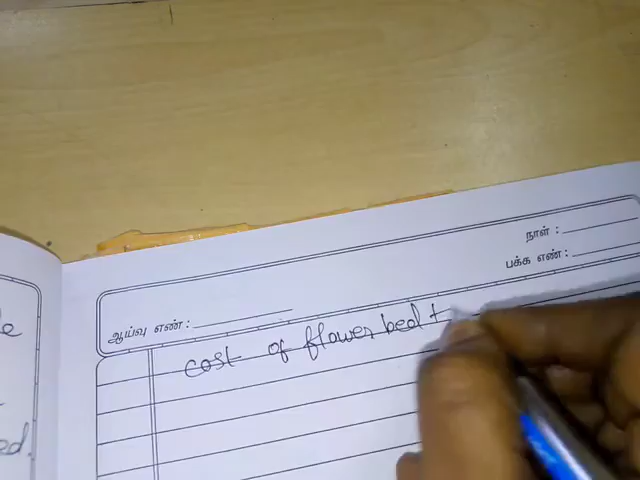 நாள் :
பக்க எண் :
ஆய்வு எண் :
cost of flower bed